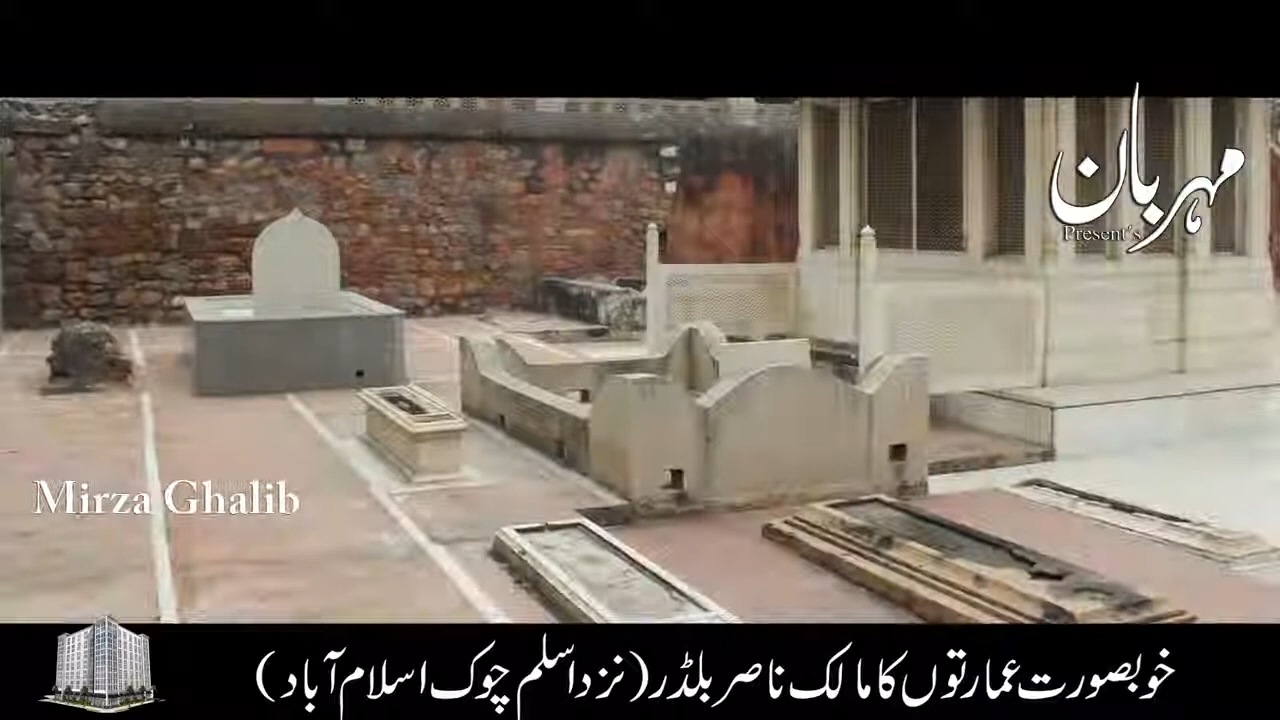 مہربان
Present's
Mirza Ghalib
خوبصورت عمارتوں کا مالک ناصر بلڈر (نزد اسلم چوک اسلام آباد)